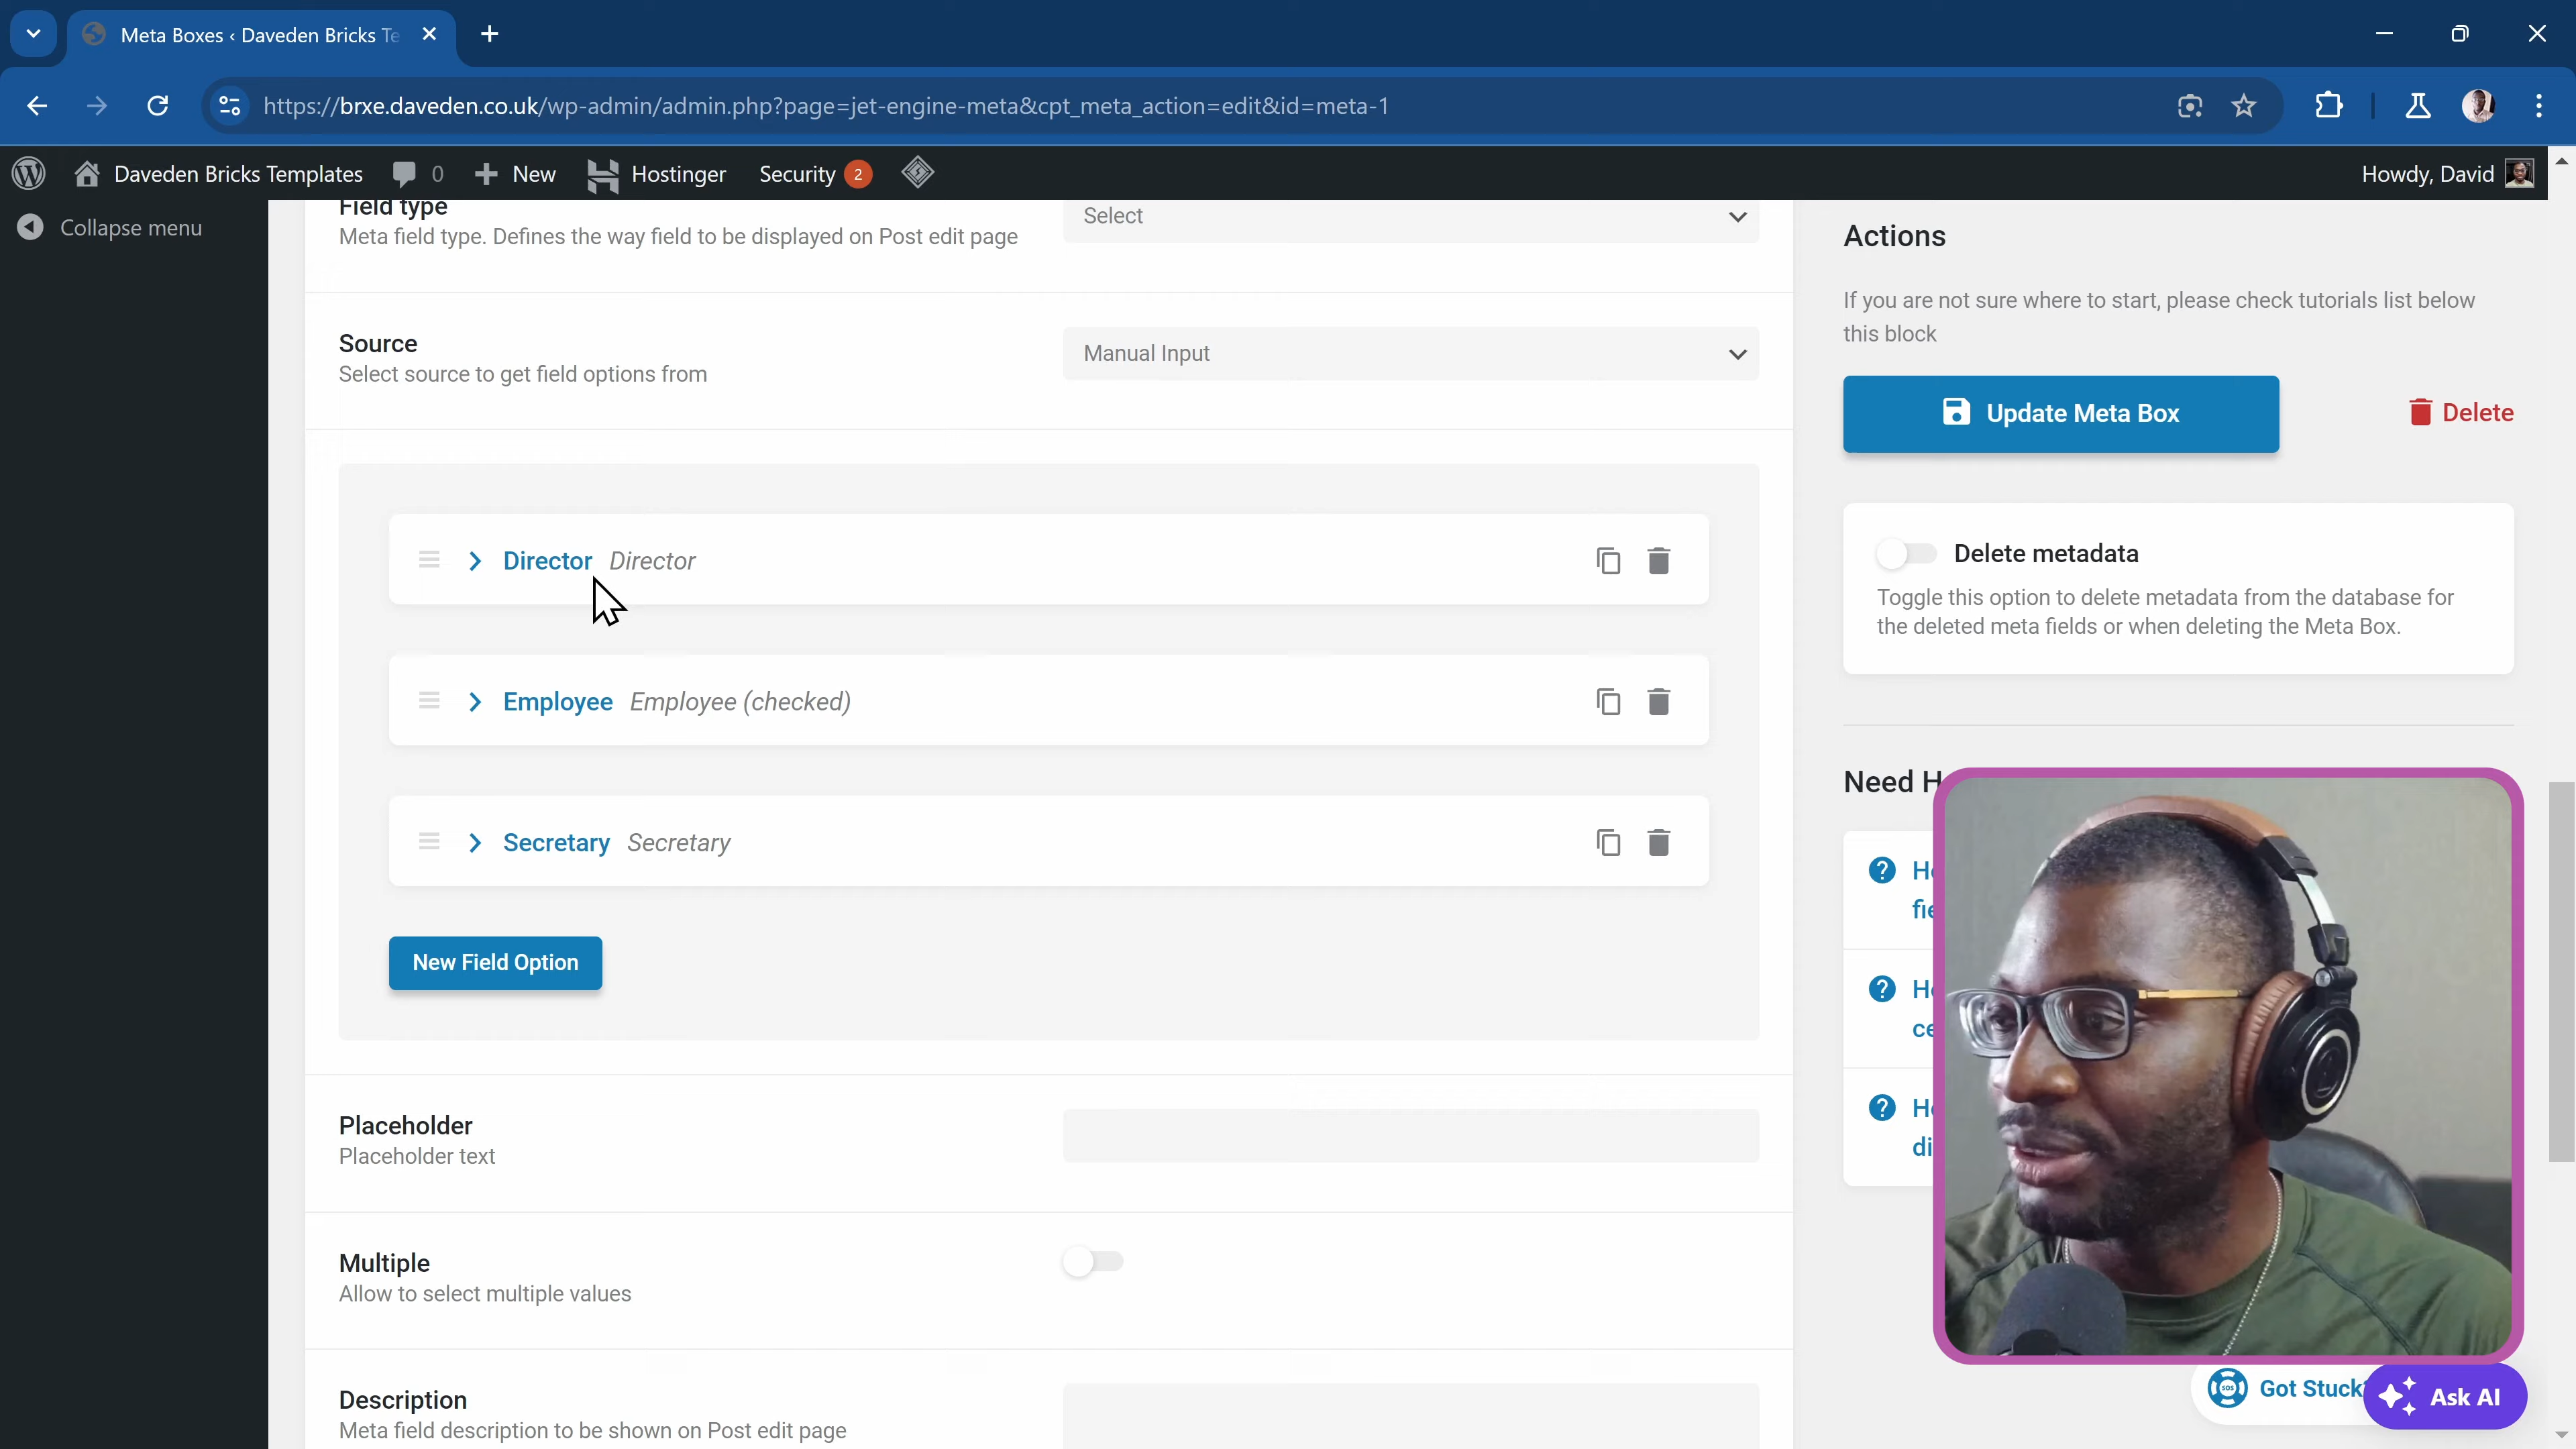 Meta Boxes ‹ Daveden Bricks Te
https://brxe.daveden.co.uk/wp-admin/admin.php?page=jet-engine-meta&cpt_meta_action=edit&id=meta-1
Daveden Bricks Templates
0
New
Hostinger
Security 2
Howdy, David
Collapse menu
Field type
Meta field type. Defines the way field to be displayed on Post edit page
Select
Source
Select source to get field options from
Manual Input
Director Director
Employee Employee (checked)
Secretary Secretary
New Field Option
Placeholder
Placeholder text
Multiple
Allow to select multiple values
Description
Meta field description to be shown on Post edit page
Actions
If you are not sure where to start, please check tutorials list below
this block
Update Meta Box
Delete
Delete metadata
Toggle this option to delete metadata from the database for
the deleted meta fields or when deleting the Meta Box.
Need
Got Stuck?
Ask AI